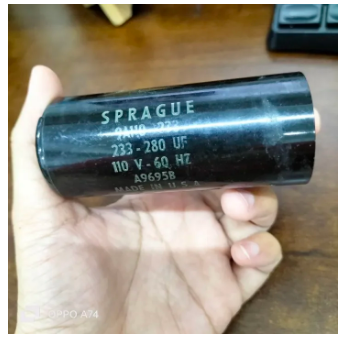 SPRAGUE
233-280 UF
110 V-60 HZ
A9695B
MADE IN U.S.A
OPPO A74